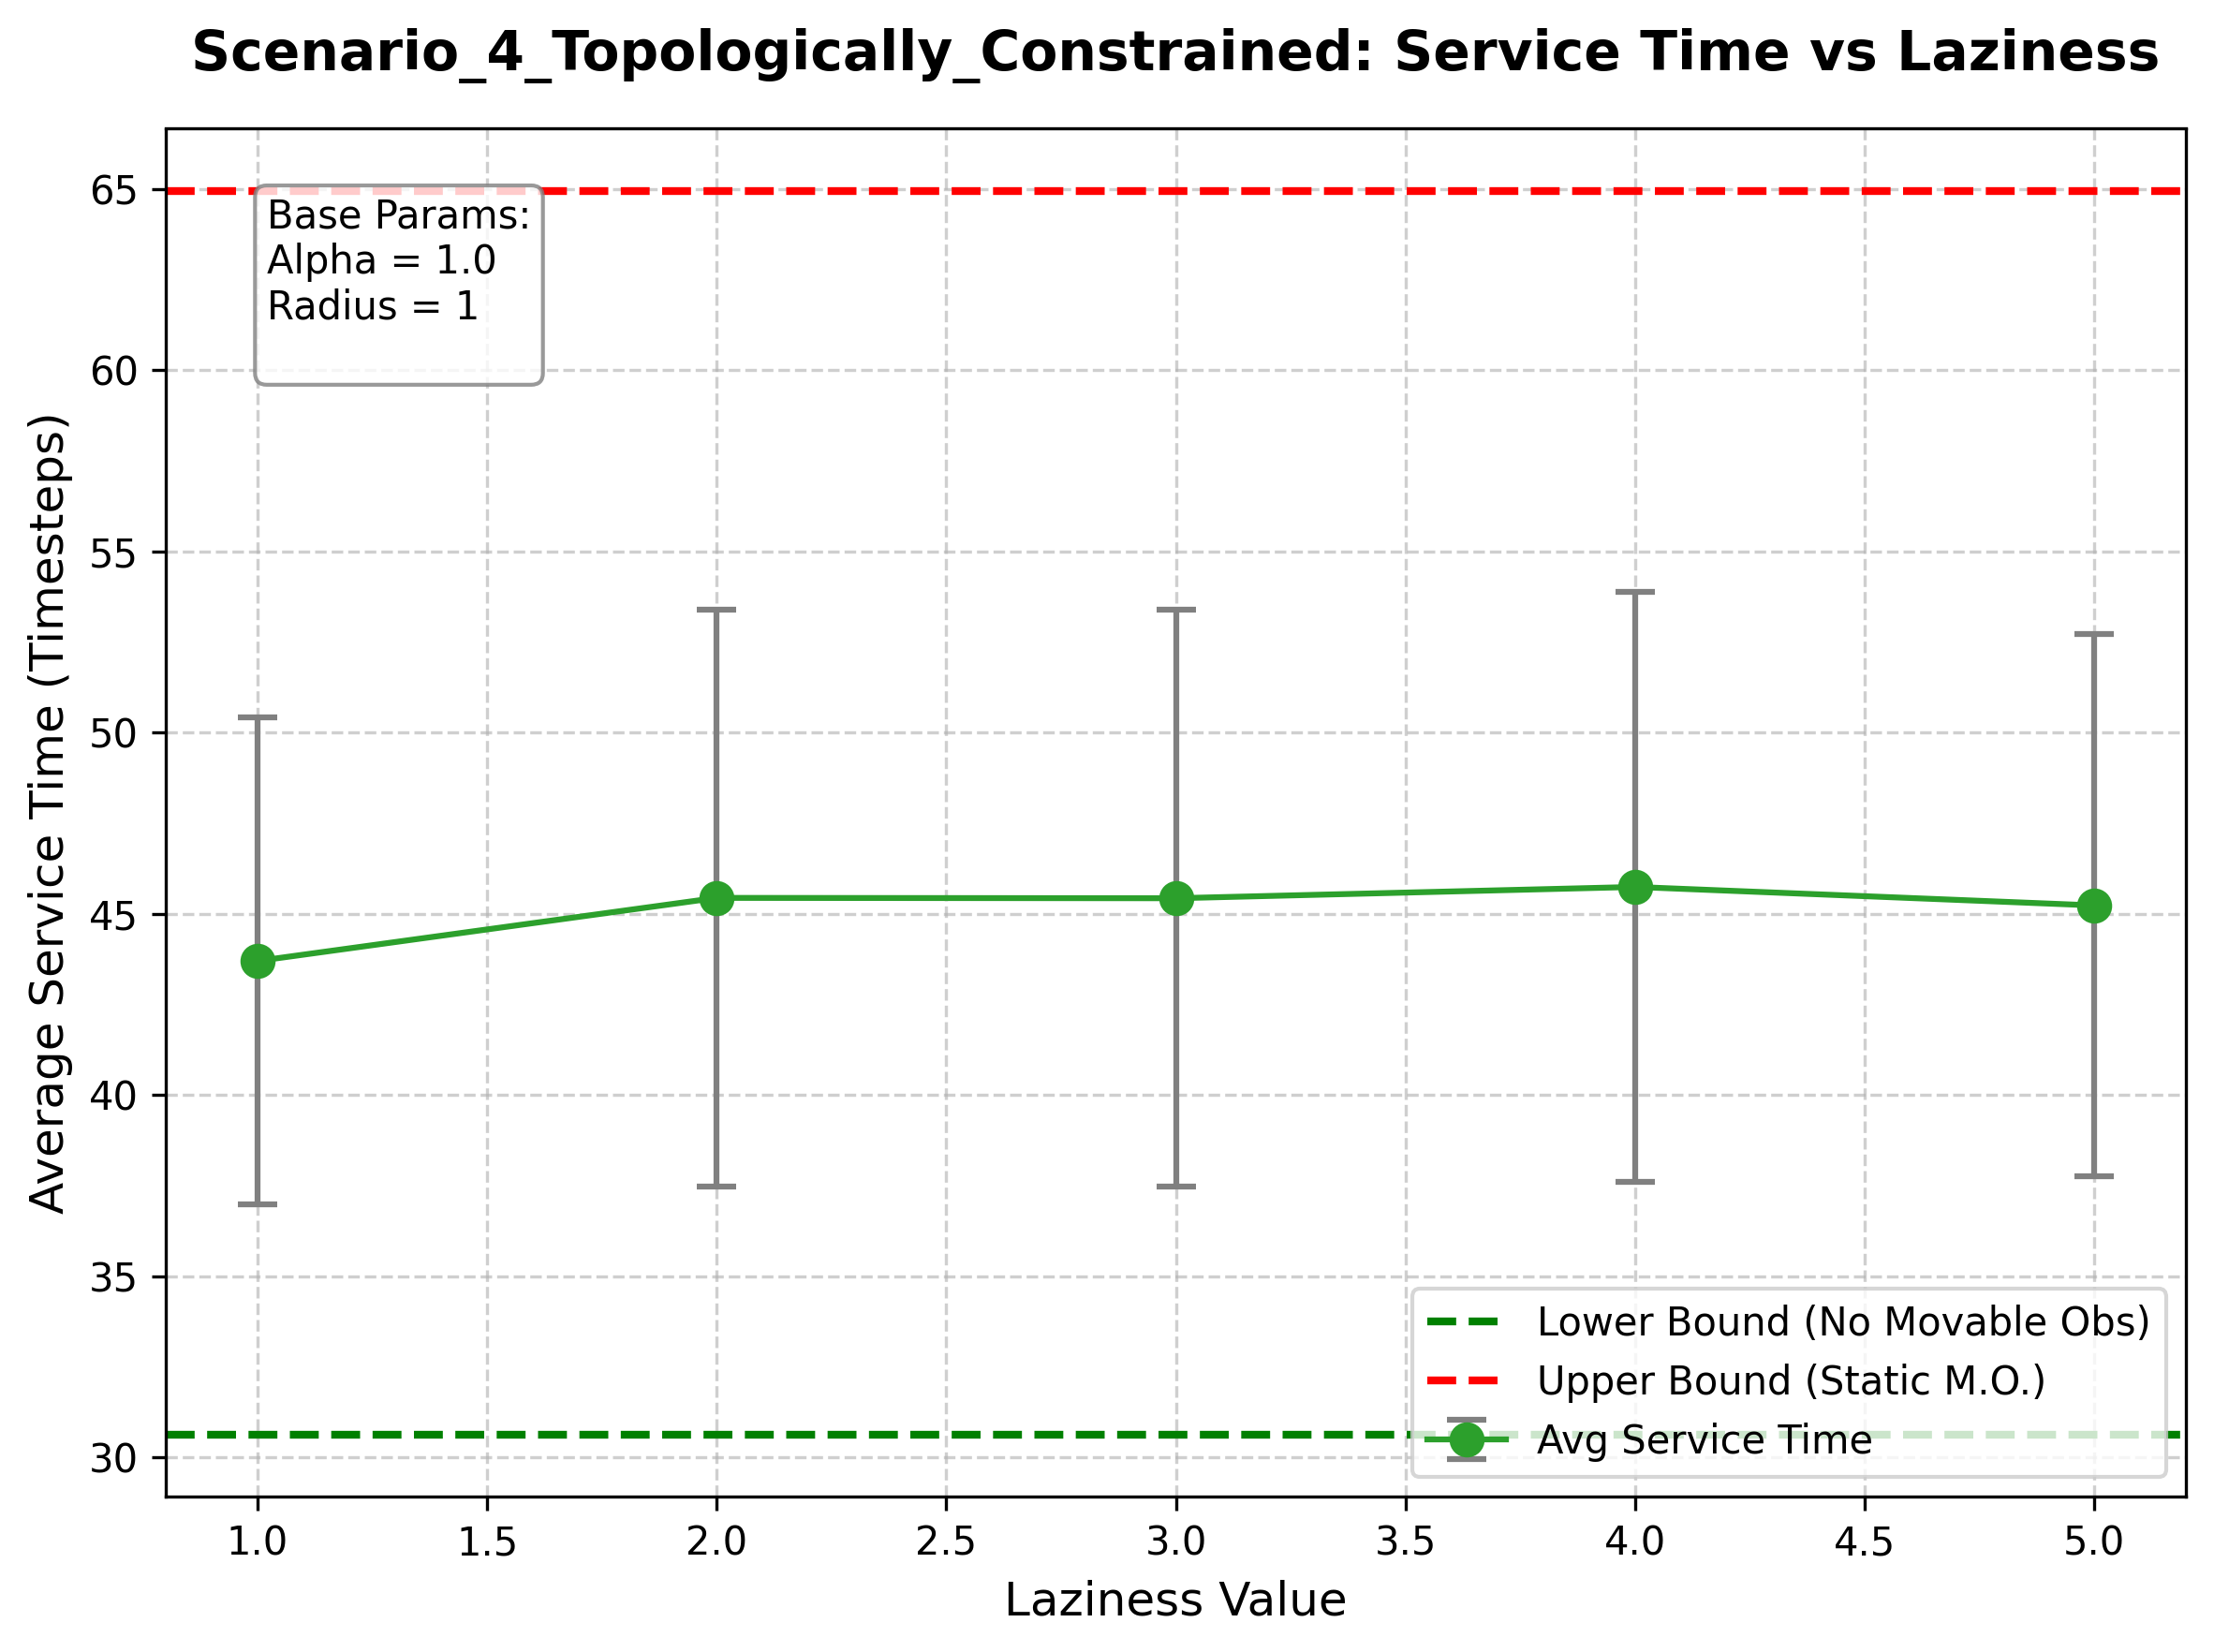 Scenario_4_Topologically_Constrained: Service Time vs Laziness
Average Service Time (Timesteps)
65
60
55
50
45
40
35
30
Base Params:
Alpha = 1.0
Radius = 1
Lower Bound (No Movable Obs)
Upper Bound (Static M.O.)
Avg Service Time
1.0 1.5 2.0 2.5 3.0 3.5 4.0 4.5 5.0
Laziness Value